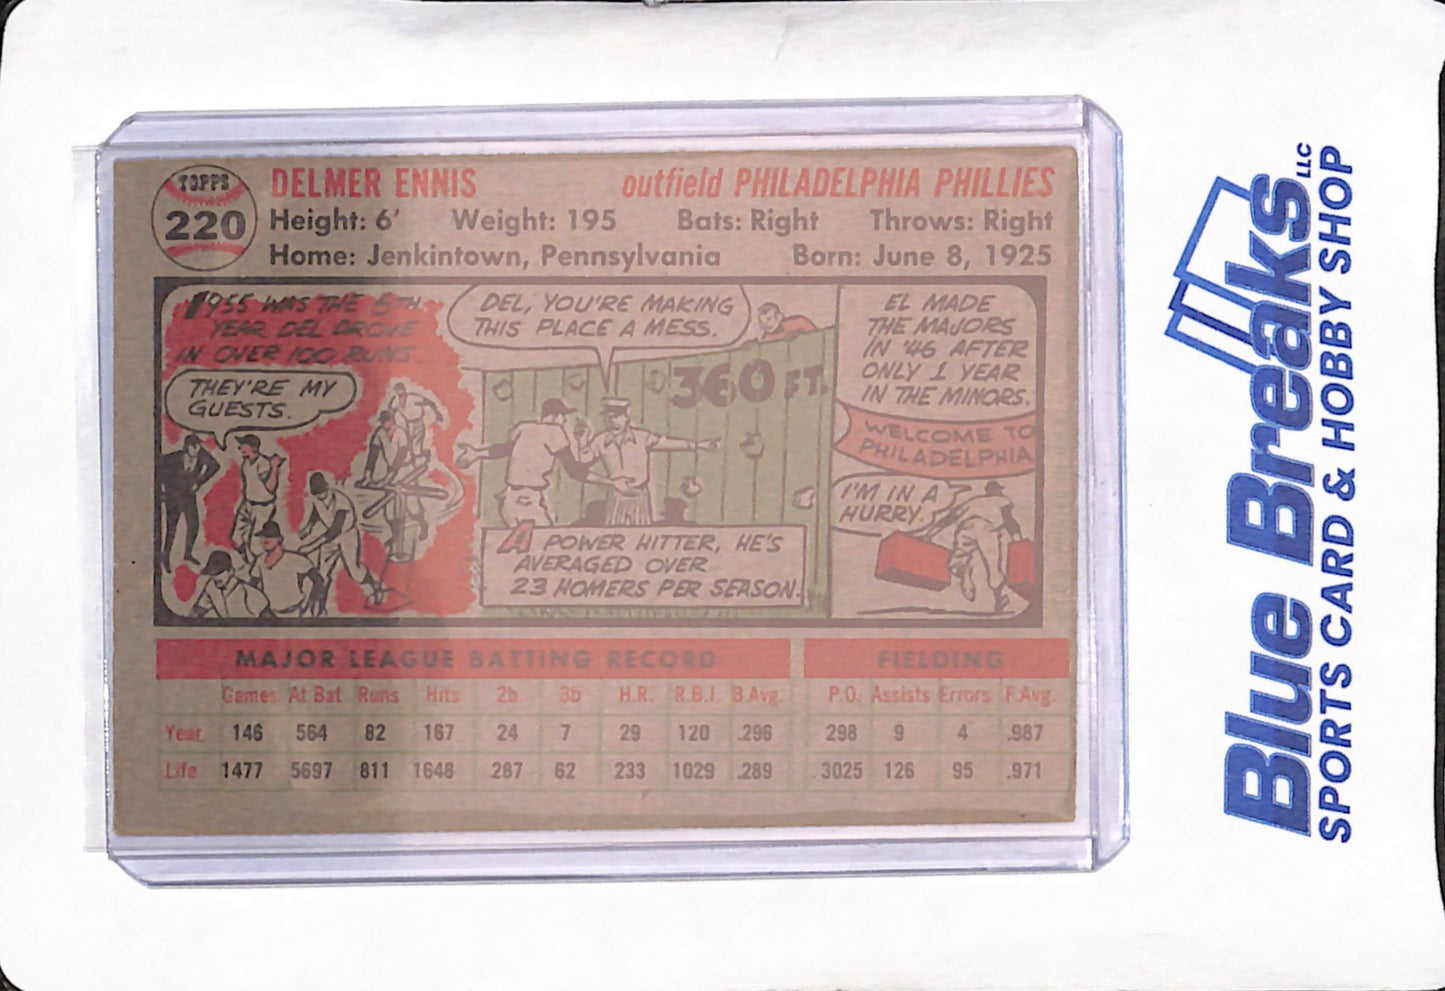 TOPPS
220
DELMER ENNIS outfield PHILADELPHIA PHILLIES
Height: 6' Weight: 195 Bats: Right Throws: Right
Home: Jenkintown, Pennsylvania Born: June 8, 1925
1955 WAS THE 6TH
YEAR DEL DROVE
IN OVER 100 RUNS.
THEY'RE MY
GUESTS.
DEL, YOU'RE MAKING
THIS PLACE A MESS.
360 FT.
A POWER HITTER, HE'S
AVERAGED OVER
23 HOMERS PER SEASON.
EL MADE
THE MAJORS
IN '46 AFTER
ONLY 1 YEAR
IN THE MINORS.
WELCOME TO
PHILADELPHIA
I'M IN A
HURRY.
MAJOR LEAGUE BATTING RECORD FIELDING
Games At Bat Runs Hits 2b 3b H.R. R.B.I. B.Avg. P.O. Assists Errors F.Avg.
Year 146 564 82 167 24 7 29 120 .296 298 9 4 .987
Life 1477 5697 811 1648 287 62 233 1029 .289 3025 126 95 .971
Blue Breaks LLC
SPORTS CARD & HOBBY SHOP